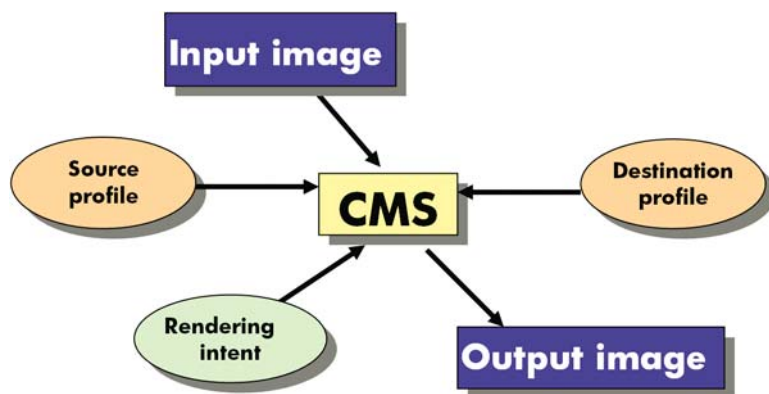 Input image
Source
profile
CMS
Destination
profile
Rendering
intent
Output image